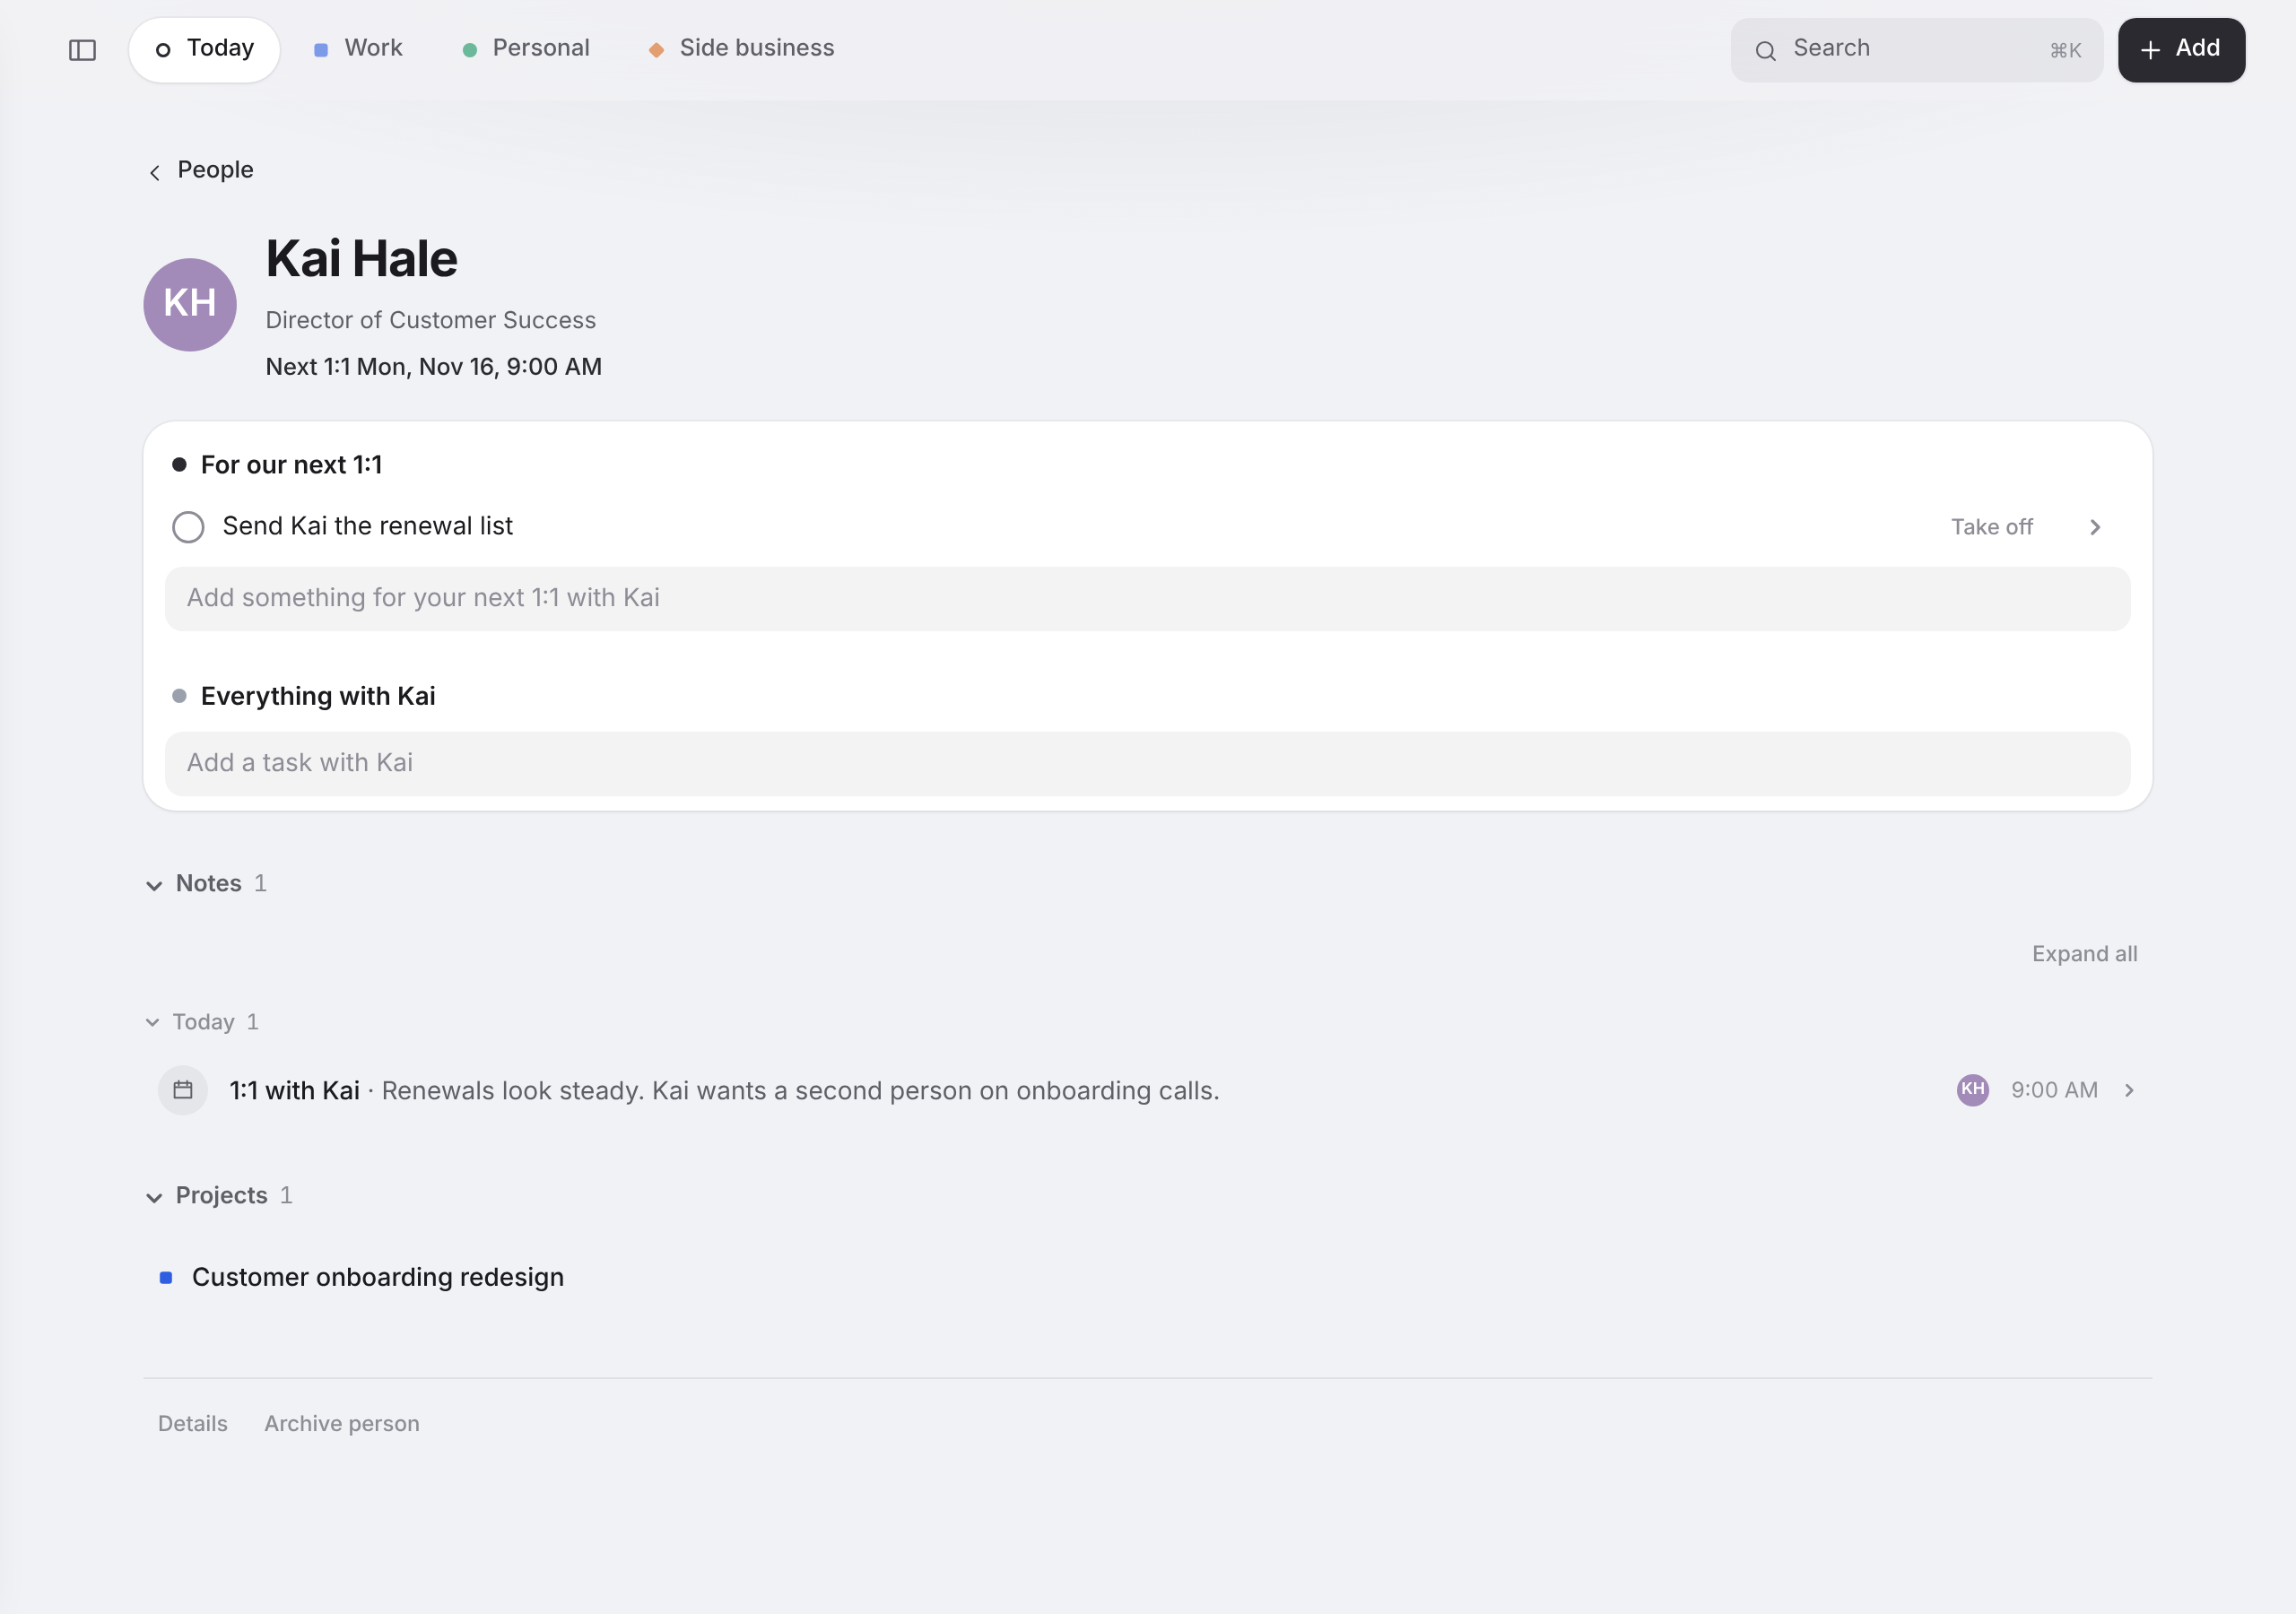 Today Work Personal Side business Search ⌘K + Add
People
KH
Kai Hale
Director of Customer Success
Next 1:1 Mon, Nov 16, 9:00 AM
For our next 1:1
Send Kai the renewal list Take off
Add something for your next 1:1 with Kai
Everything with Kai
Add a task with Kai
Notes 1
Expand all
Today 1
1:1 with Kai · Renewals look steady. Kai wants a second person on onboarding calls. KH 9:00 AM
Projects 1
Customer onboarding redesign
Details Archive person